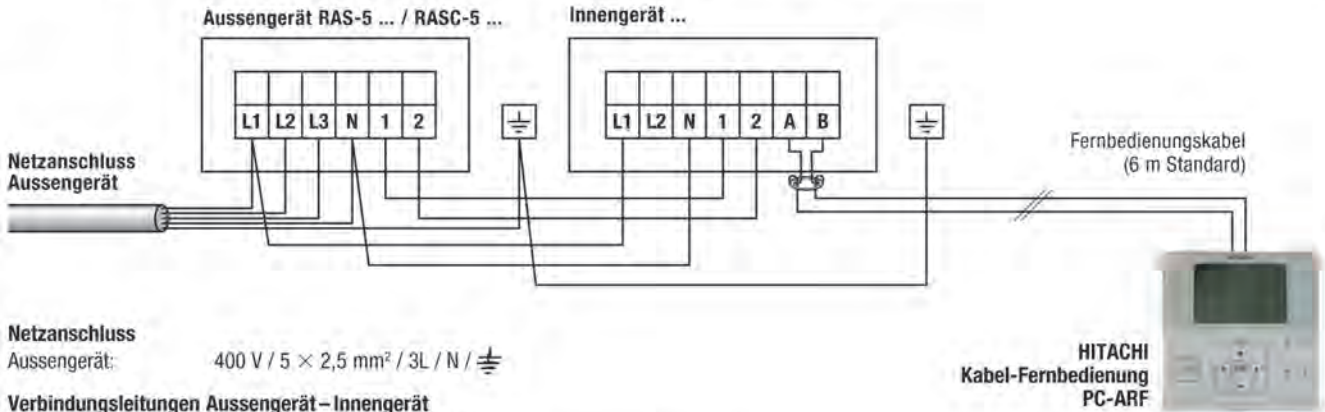 Aussengerät RAS-5 ... / RASC-5 ...
Innengerät ...
L1 L2 L3 N 1 2
L1 L2 N 1 2 A B
Netzanschluss
Aussengerät
Fernbedienungskabel
(6 m Standard)
Netzanschluss
Aussengerät: 400 V / 5 × 2,5 mm² / 3L / N / ⏚
HITACHI
Kabel-Fernbedienung
PC-ARF
Verbindungsleitungen Aussengerät – Innengerät